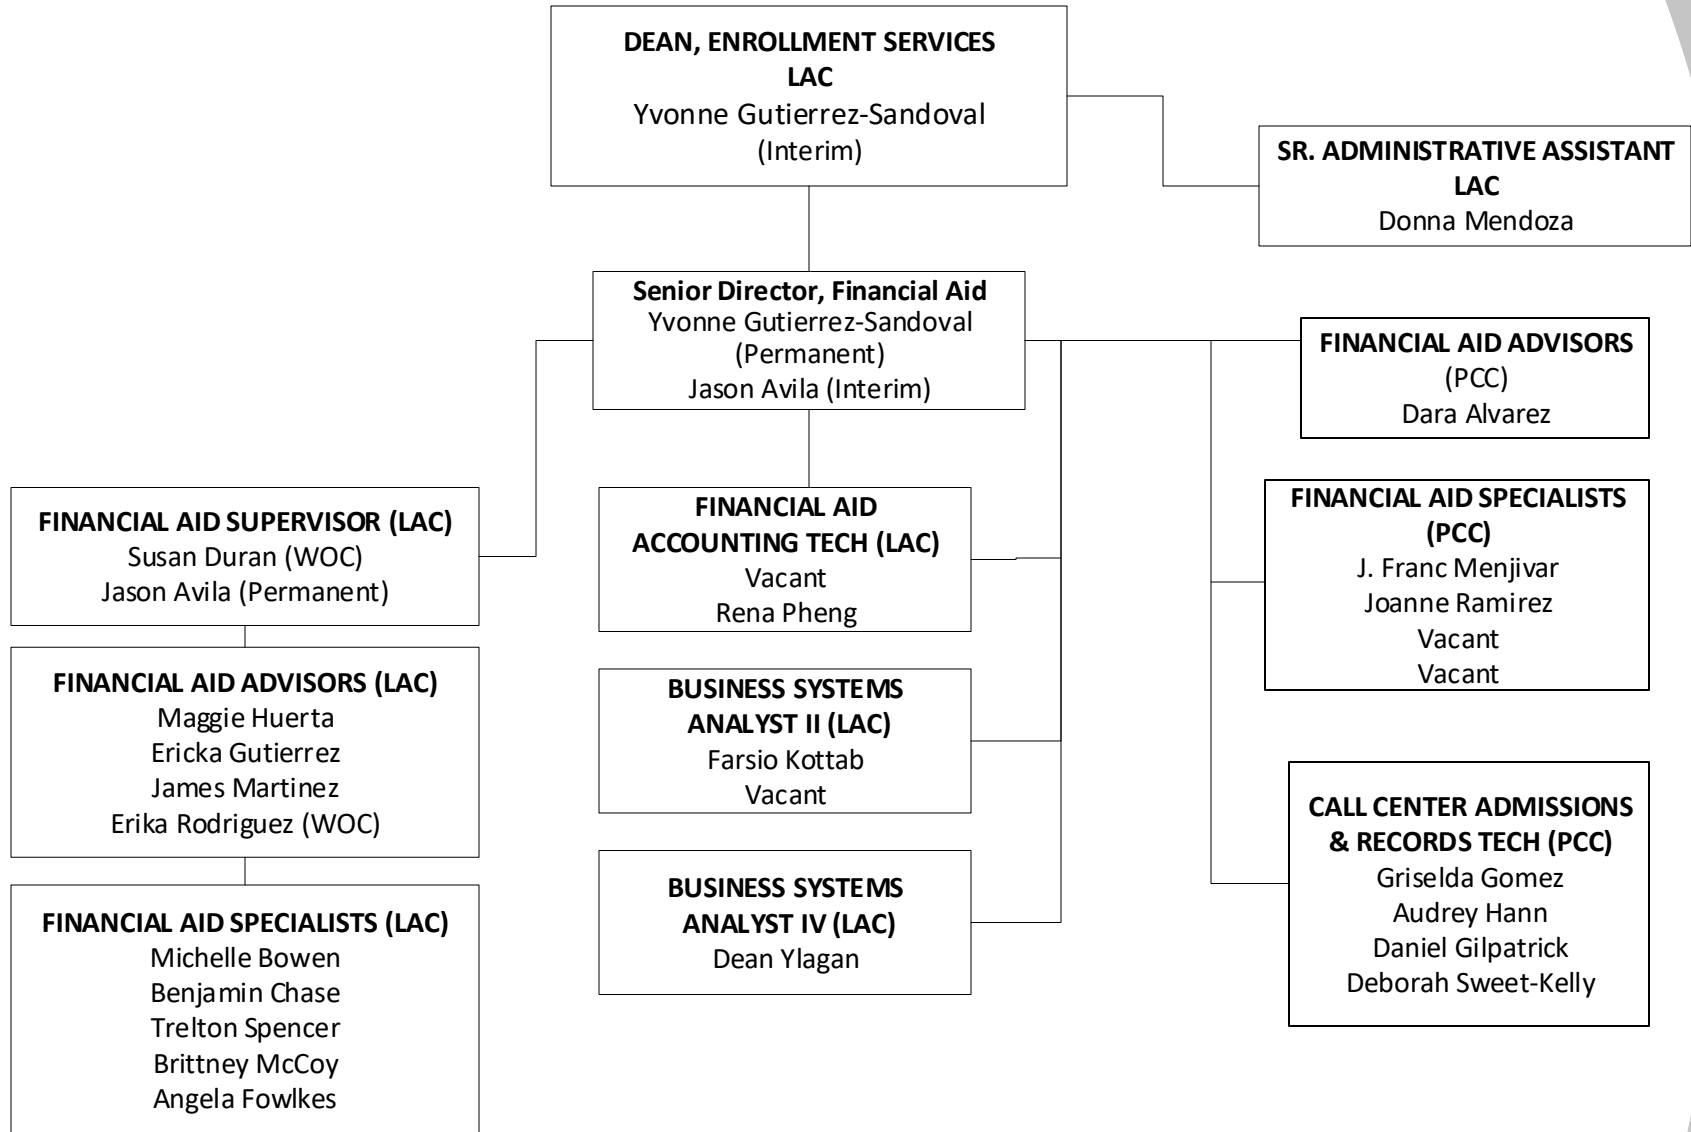 DEAN, ENROLLMENT SERVICES
LAC
Yvonne Gutierrez-Sandoval
(Interim)
SR. ADMINISTRATIVE ASSISTANT
LAC
Donna Mendoza
Senior Director, Financial Aid
Yvonne Gutierrez-Sandoval
(Permanent)
Jason Avila (Interim)
FINANCIAL AID SUPERVISOR (LAC)
Susan Duran (WOC)
Jason Avila (Permanent)
FINANCIAL AID ADVISORS (LAC)
Maggie Huerta
Ericka Gutierrez
James Martinez
Erika Rodriguez (WOC)
FINANCIAL AID SPECIALISTS (LAC)
Michelle Bowen
Benjamin Chase
Trelton Spencer
Brittney McCoy
Angela Fowlkes
FINANCIAL AID
ACCOUNTING TECH (LAC)
Vacant
Rena Pheng
BUSINESS SYSTEMS
ANALYST II (LAC)
Farsio Kottab
Vacant
BUSINESS SYSTEMS
ANALYST IV (LAC)
Dean Ylagan
FINANCIAL AID ADVISORS
(PCC)
Dara Alvarez
FINANCIAL AID SPECIALISTS
(PCC)
J. Franc Menjivar
Joanne Ramirez
Vacant
Vacant
CALL CENTER ADMISSIONS
& RECORDS TECH (PCC)
Griselda Gomez
Audrey Hann
Daniel Gilpatrick
Deborah Sweet-Kelly